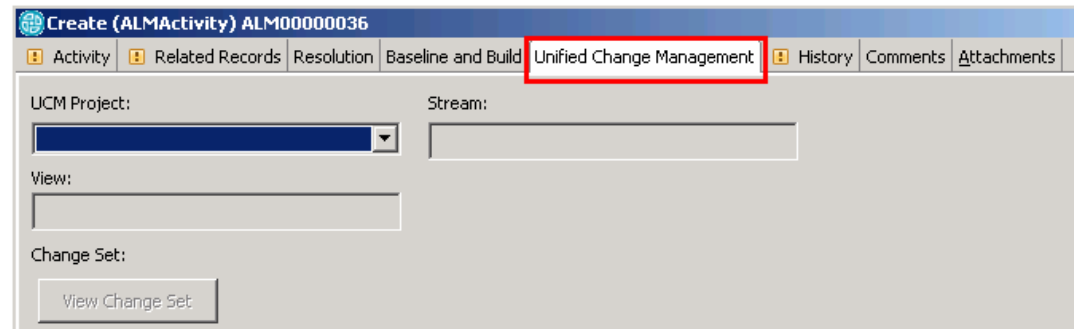 Create (ALMActivity) ALM00000036
Activity Related Records Resolution Baseline and Build Unified Change Management History Comments Attachments
UCM Project: Stream:
View:
Change Set:
View Change Set